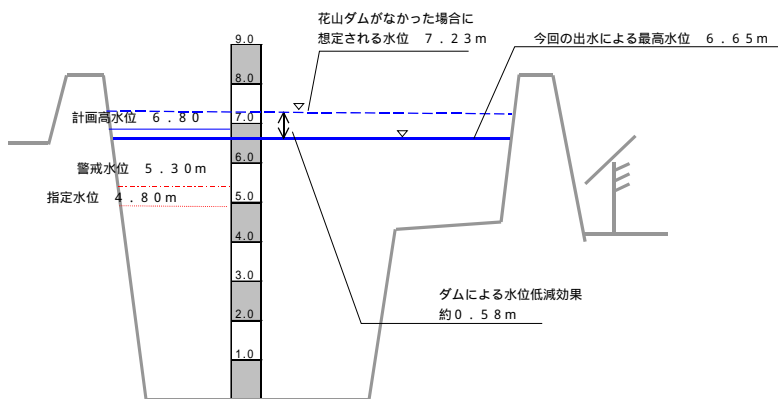 花山ダムがなかった場合に
想定される水位　７.２３ｍ
今回の出水による最高水位　６.６５ｍ
9.0
8.0
計画高水位　６.８０
7.0
警戒水位　５.３０ｍ
6.0
指定水位　４.８０ｍ
5.0
4.0
3.0
ダムによる水位低減効果
約０.５８ｍ
2.0
1.0